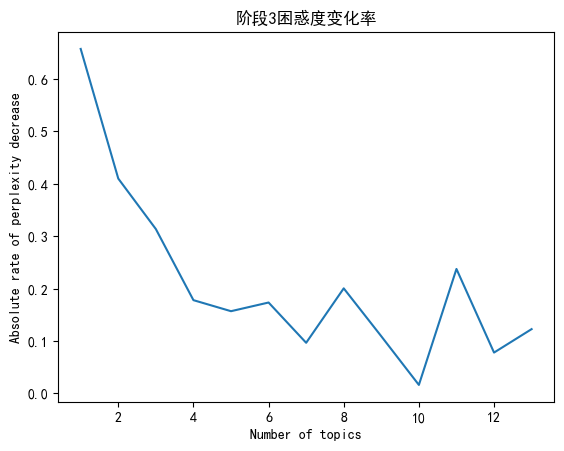 阶段3困惑度变化率
Absolute rate of perplexity decrease
0.6
0.5
0.4
0.3
0.2
0.1
0.0
2 4 6 8 10 12
Number of topics